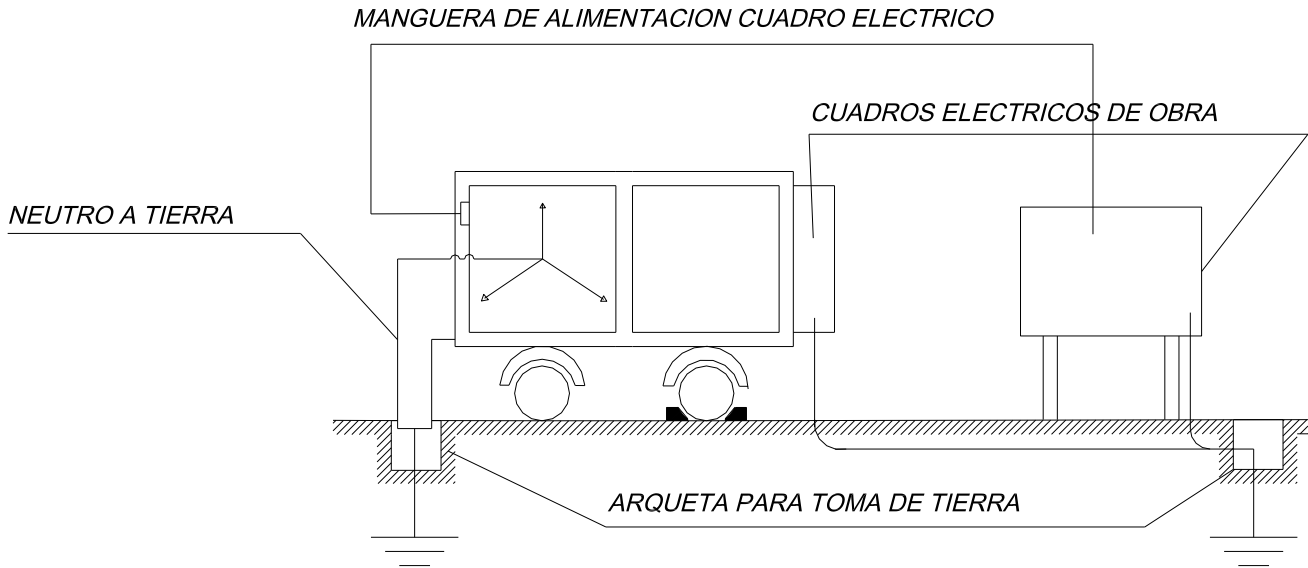 MANGUERA DE ALIMENTACION CUADRO ELECTRICO
CUADROS ELECTRICOS DE OBRA
NEUTRO A TIERRA
ARQUETA PARA TOMA DE TIERRA